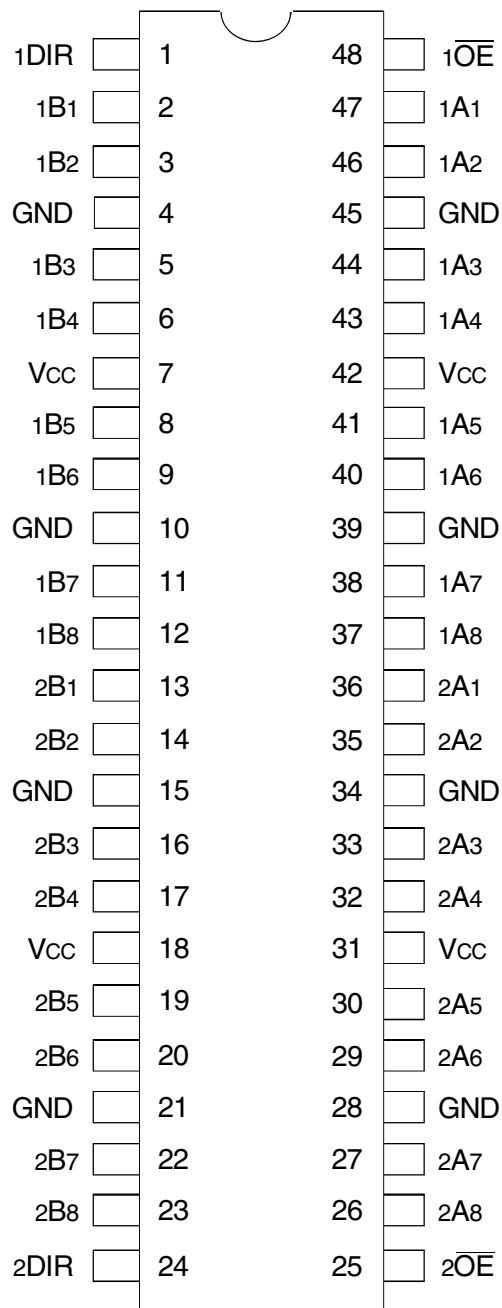 1DIR 1 48 1O̅E̅
1B1 2 47 1A1
1B2 3 46 1A2
GND 4 45 GND
1B3 5 44 1A3
1B4 6 43 1A4
VCC 7 42 VCC
1B5 8 41 1A5
1B6 9 40 1A6
GND 10 39 GND
1B7 11 38 1A7
1B8 12 37 1A8
2B1 13 36 2A1
2B2 14 35 2A2
GND 15 34 GND
2B3 16 33 2A3
2B4 17 32 2A4
VCC 18 31 VCC
2B5 19 30 2A5
2B6 20 29 2A6
GND 21 28 GND
2B7 22 27 2A7
2B8 23 26 2A8
2DIR 24 25 2O̅E̅